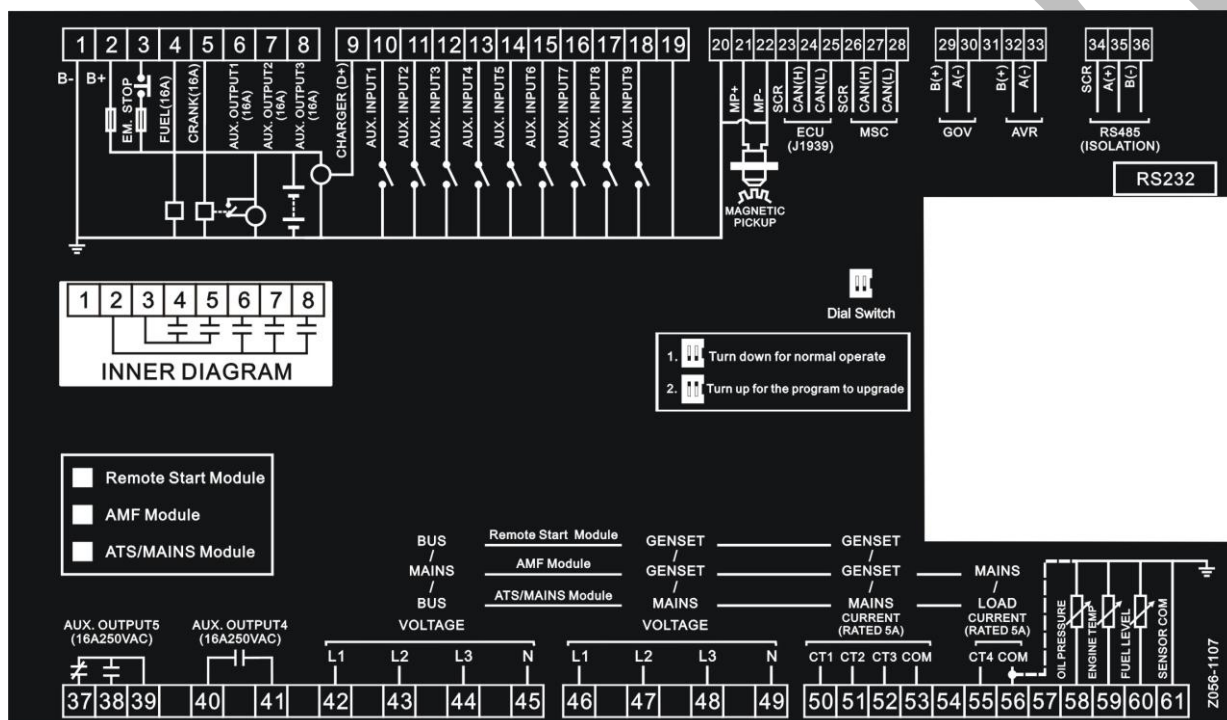 1 2 3 4 5 6 7 8 9 10 11 12 13 14 15 16 17 18 19 20 21 22 23 24 25 26 27 28 29 30 31 32 33 34 35 36
B-
B+
EM. STOP
FUEL(16A)
CRANK(16A)
AUX. OUTPUT1
(16A)
AUX. OUTPUT2
(16A)
AUX. OUTPUT3
(16A)
CHARGER (D+)
AUX. INPUT1
AUX. INPUT2
AUX. INPUT3
AUX. INPUT4
AUX. INPUT5
AUX. INPUT6
AUX. INPUT7
AUX. INPUT8
AUX. INPUT9
MP+
MP-
SCR
CAN(H)
CAN(L)
SCR
CAN(H)
CAN(L)
B(+)
A(-)
B(+)
A(-)
SCR
A(+)
B(-)
ECU
(J1939)
MSC
GOV
AVR
RS485
(ISOLATION)
MAGNETIC
PICKUP
RS232
1 2 3 4 5 6 7 8
INNER DIAGRAM
Dial Switch
1. Turn down for normal operate
2. Turn up for the program to upgrade
Remote Start Module
AMF Module
ATS/MAINS Module
BUS Remote Start Module GENSET GENSET
/ / /
MAINS AMF Module GENSET GENSET MAINS
/ / / /
BUS ATS/MAINS Module MAINS MAINS LOAD
VOLTAGE VOLTAGE CURRENT CURRENT
(RATED 5A) (RATED 5A)
AUX. OUTPUT5
(16A250VAC)
AUX. OUTPUT4
(16A250VAC)
L1 L2 L3 N L1 L2 L3 N CT1 CT2 CT3 COM CT4 COM
OIL PRESSURE
ENGINE TEMP
FUEL LEVEL
SENSOR COM
37 38 39 40 41 42 43 44 45 46 47 48 49 50 51 52 53 54 55 56 57 58 59 60 61
Z056-1107